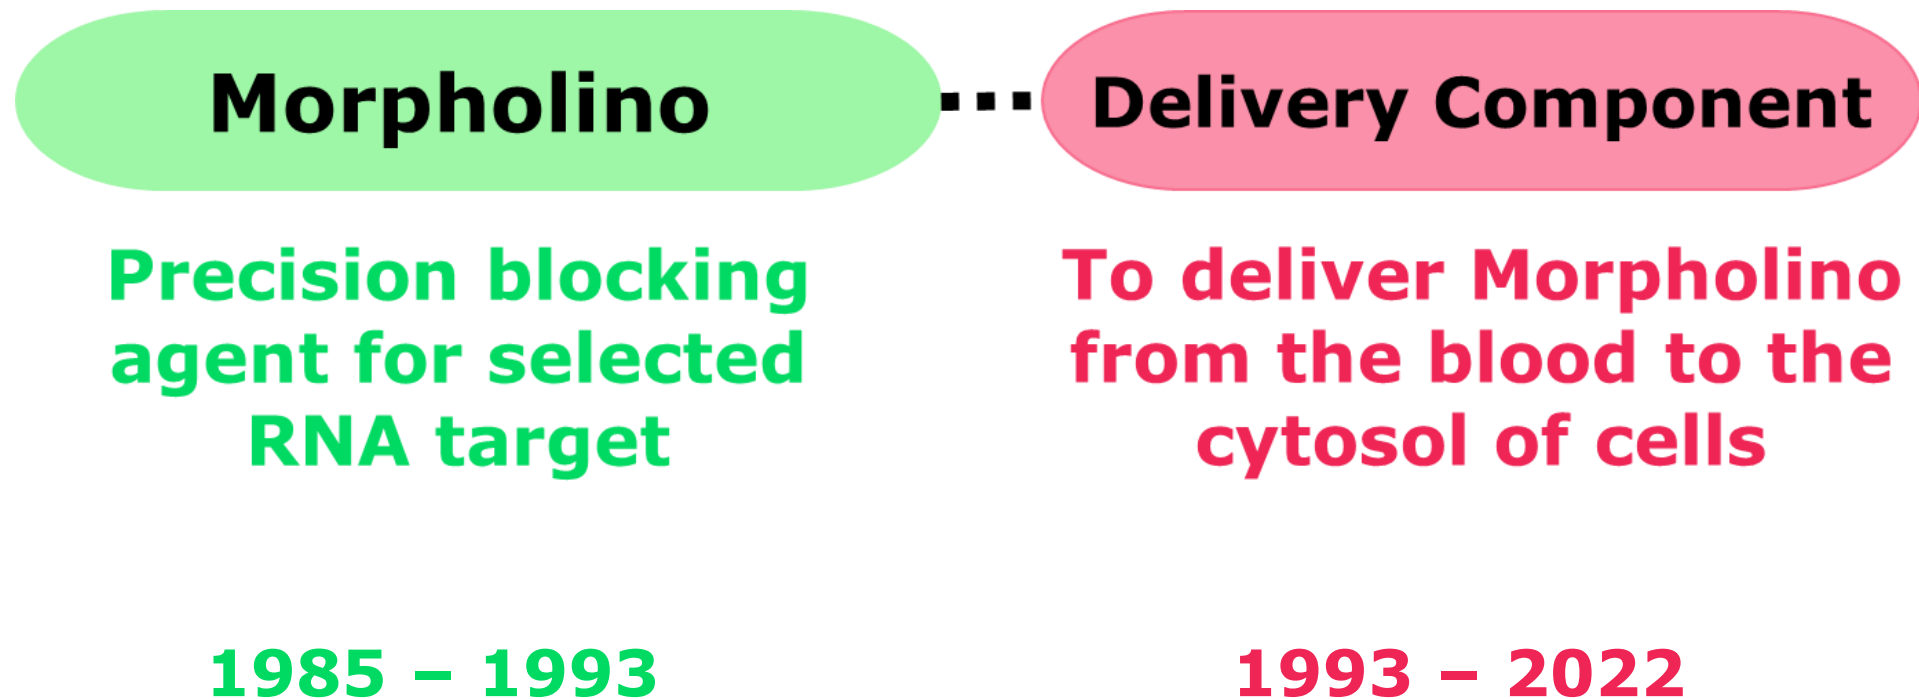 Morpholino
Delivery Component
Precision blocking
agent for selected
RNA target
To deliver Morpholino
from the blood to the
cytosol of cells
1985 – 1993
1993 – 2022